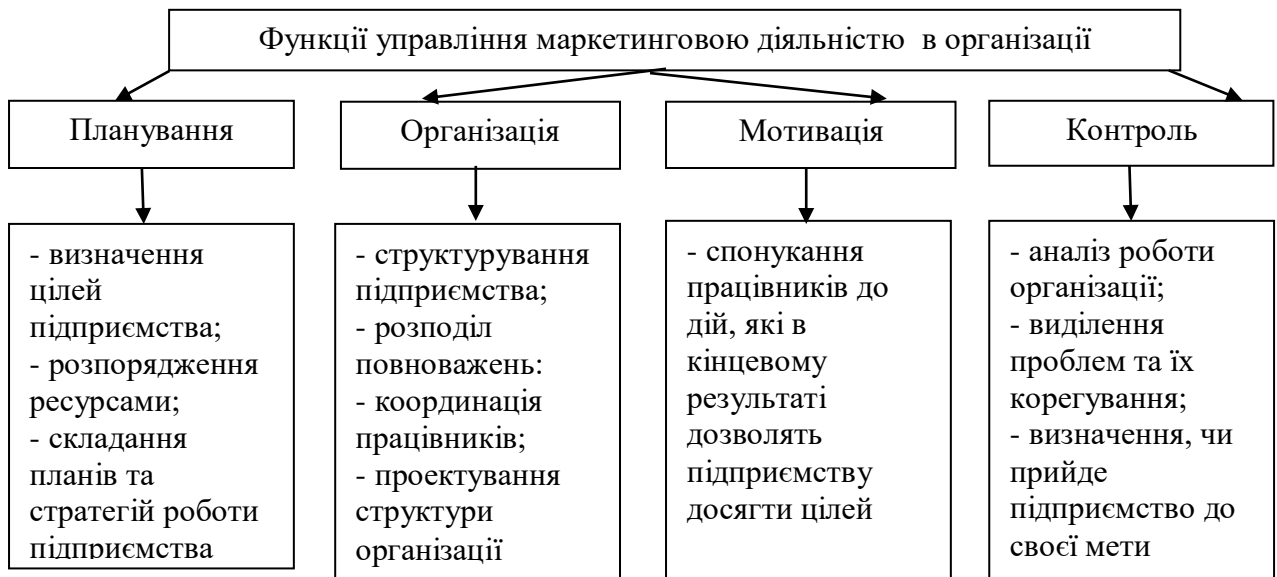 Функції управління маркетинговою діяльністю в організації
Планування
Організація
Мотивація
Контроль
- визначення
цілей
підприємства;
- розпорядження
ресурсами;
- складання
планів та
стратегій роботи
підприємства
- структурування
підприємства;
- розподіл
повноважень:
- координація
працівників;
- проектування
структури
організації
- спонукання
працівників до
дій, які в
кінцевому
результаті
дозволять
підприємству
досягти цілей
- аналіз роботи
організації;
- виділення
проблем та їх
корегування;
- визначення, чи
прийде
підприємство до
своєї мети